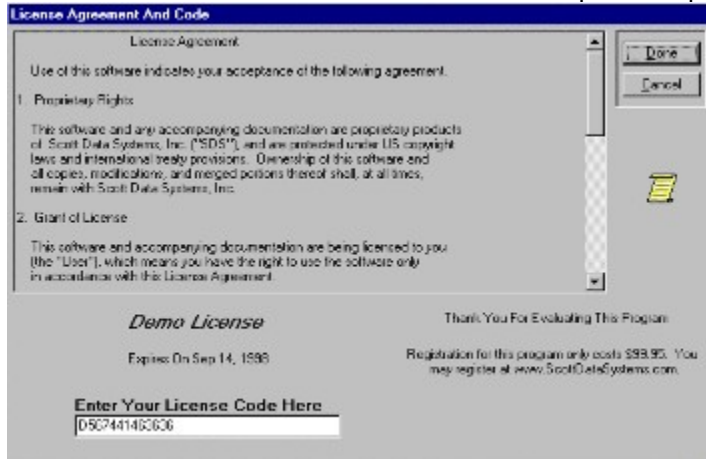 License Agreement And Code
License Agreement
Use of this software indicates your acceptance of the following agreement.
1. Proprietary Rights
This software and any accompanying documentation are proprietary products
of Scott Data Systems, Inc. ("SDS"), and are protected under US copyright
laws and international treaty provisions. Ownership of this software and
all copies, modifications, and merged portions thereof shall, at all times,
remain with Scott Data Systems, Inc.
2. Grant of License
This software and accompanying documentation are being licensed to you
(the "User"), which means you have the right to use the software only
in accordance with this License Agreement.
Done
Cancel
Demo License
Expires On Sep 14, 1998
Thank You For Evaluating This Program
Registration for this program only costs $99.95. You
may register at www.ScottDataSystems.com.
Enter Your License Code Here
D567441463636